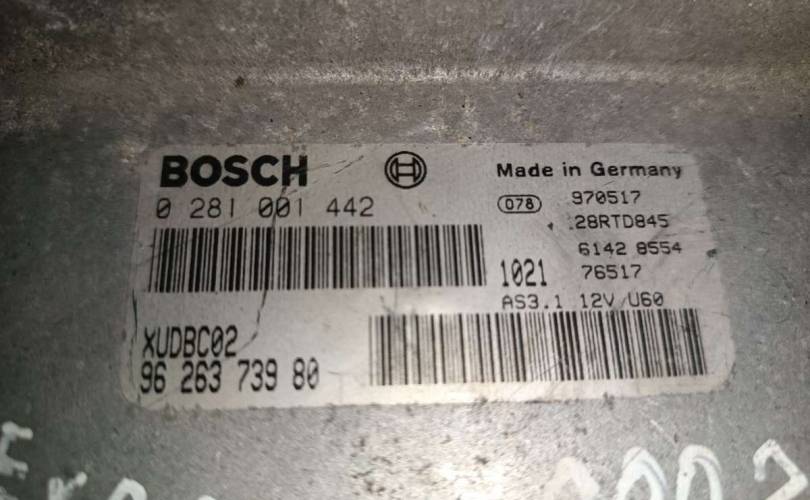 BOSCH
Made in Germany
0 281 001 442
078
970517
28RTD845
6142 8554
1021
76517
AS3.1 12V U60
XUDBC02
96 263 739 80